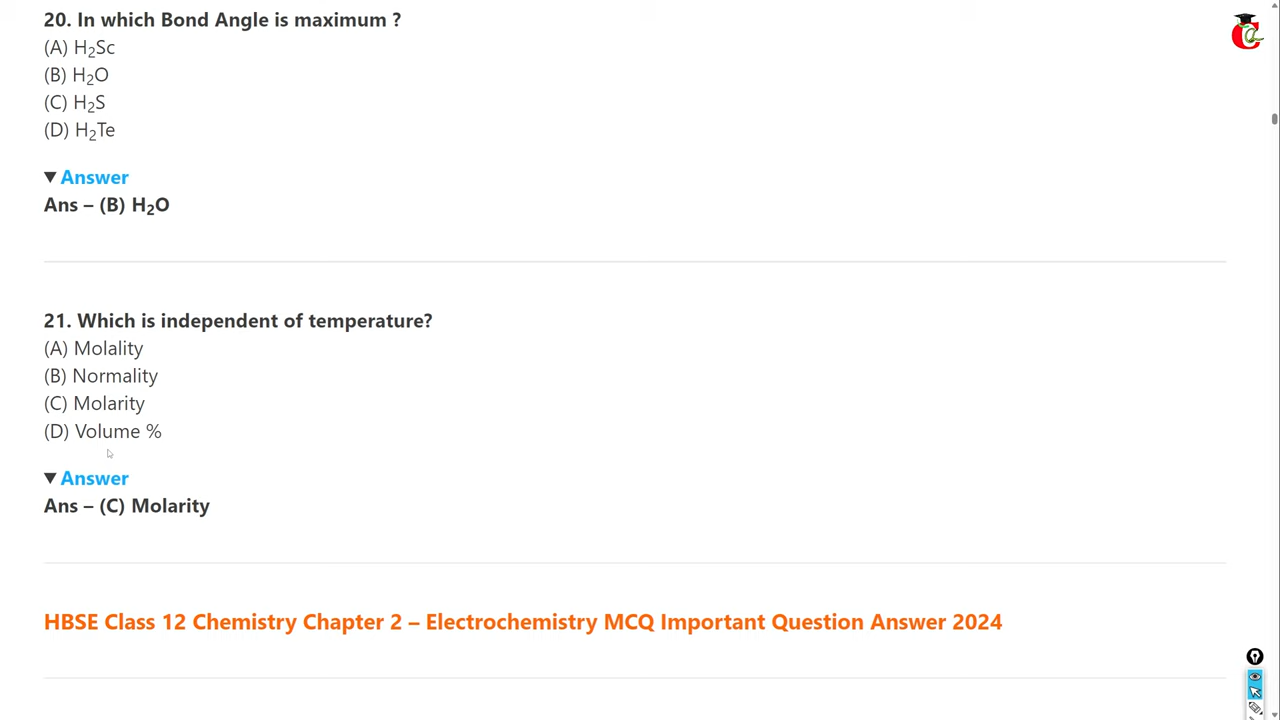 20. In which Bond Angle is maximum ?
(A) H₂Sc
(B) H₂O
(C) H₂S
(D) H₂Te
▼ Answer
Ans – (B) H₂O
21. Which is independent of temperature?
(A) Molality
(B) Normality
(C) Molarity
(D) Volume %
▼ Answer
Ans – (C) Molarity
HBSE Class 12 Chemistry Chapter 2 – Electrochemistry MCQ Important Question Answer 2024